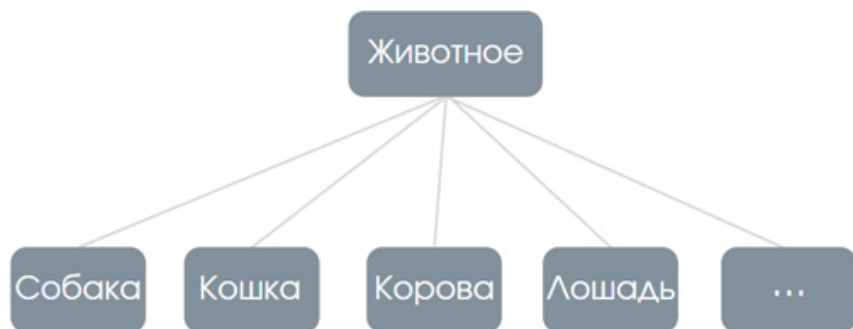 Животное
Собака
Кошка
Корова
Лошадь
...